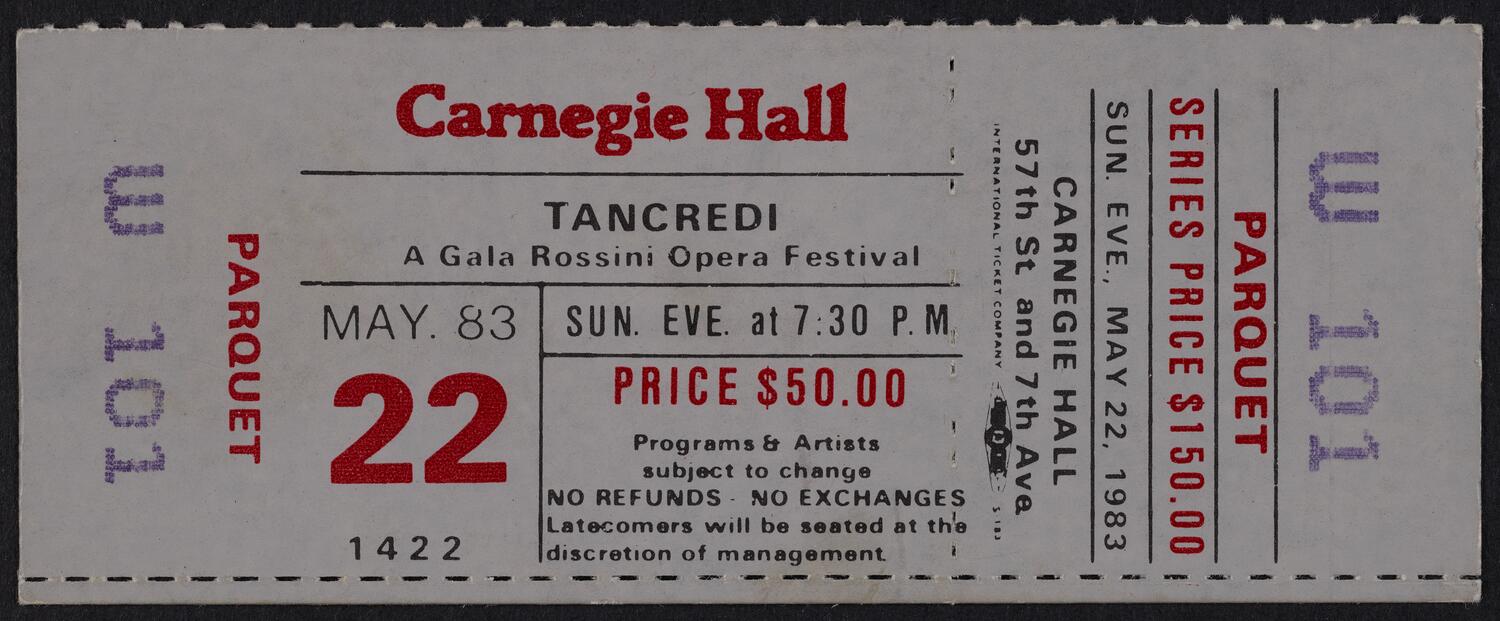 W 101
PARQUET
Carnegie Hall
TANCREDI
A Gala Rossini Opera Festival
MAY. 83
22
1422
SUN. EVE. at 7:30 P. M.
PRICE $50.00
Programs & Artists
subject to change
NO REFUNDS - NO EXCHANGES
Latecomers will be seated at the
discretion of management.
W 101
PARQUET
SERIES PRICE $150.00
SUN. EVE., MAY 22, 1983
CARNEGIE HALL
57th St and 7th Ave
INTERNATIONAL TICKET COMPANY